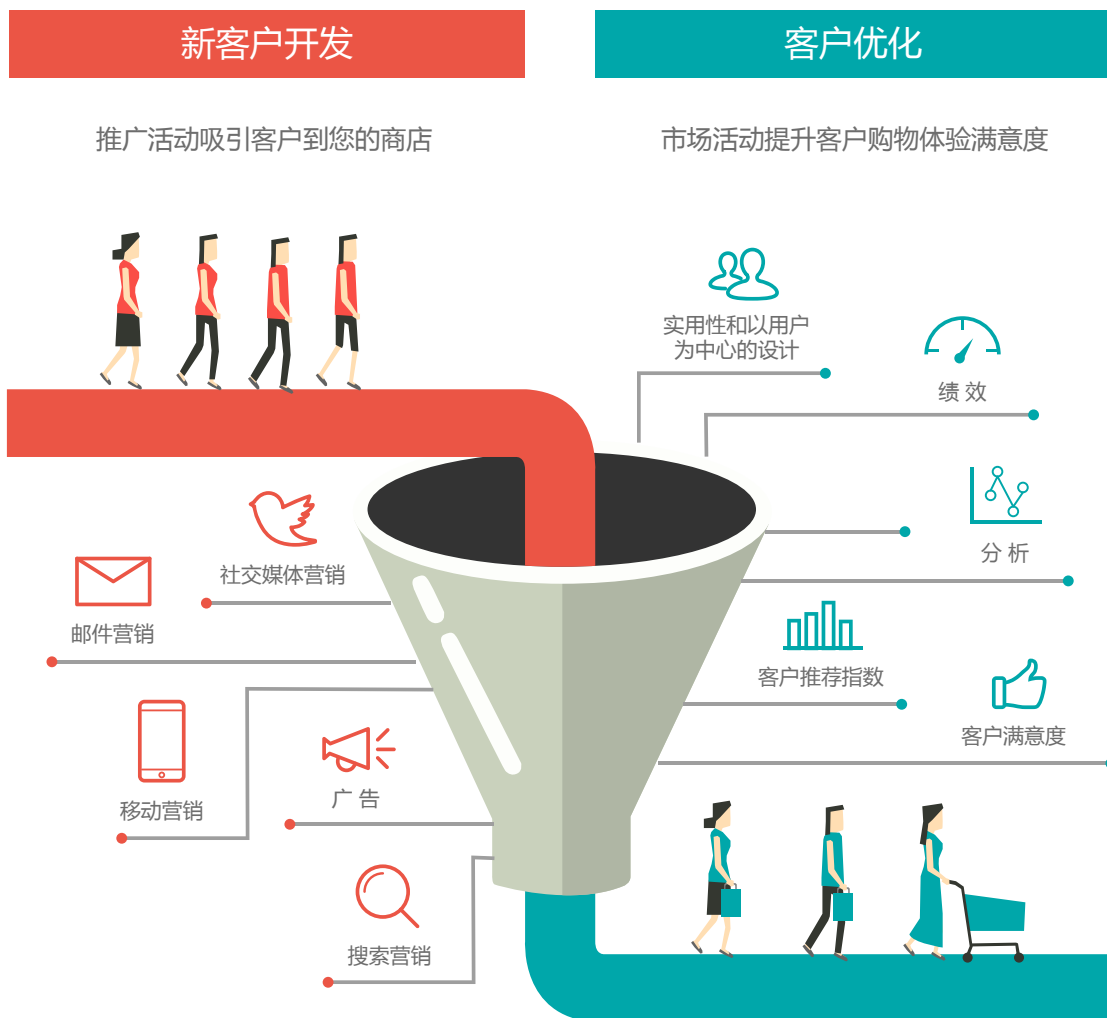 新客户开发
推广活动吸引客户到您的商店
社交媒体营销
邮件营销
移动营销
广 告
搜索营销
客户优化
市场活动提升客户购物体验满意度
实用性和以用户
为中心的设计
绩 效
分 析
客户推荐指数
客户满意度